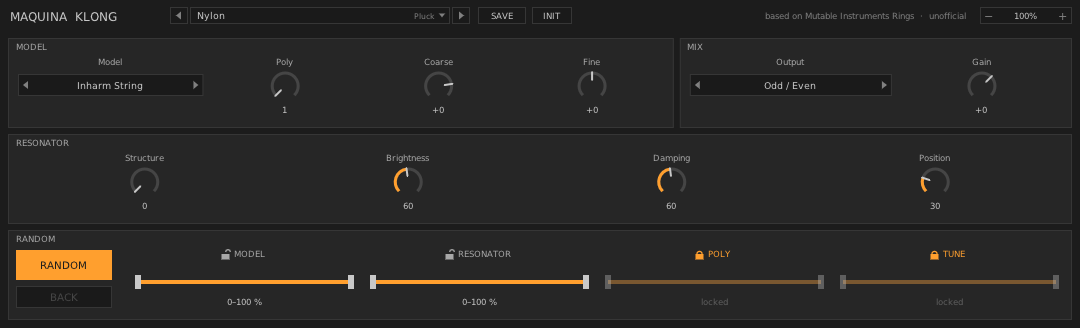 MAQUINA KLONG
Nylon
Pluck
SAVE
INIT
based on Mutable Instruments Rings · unofficial
− 100% +
MODEL
Model
Poly
Coarse
Fine
Inharm String
1
+0
+0
MIX
Output
Gain
Odd / Even
+0
RESONATOR
Structure
Brightness
Damping
Position
0
60
60
30
RANDOM
RANDOM
BACK
MODEL
RESONATOR
POLY
TUNE
0–100 %
0–100 %
locked
locked